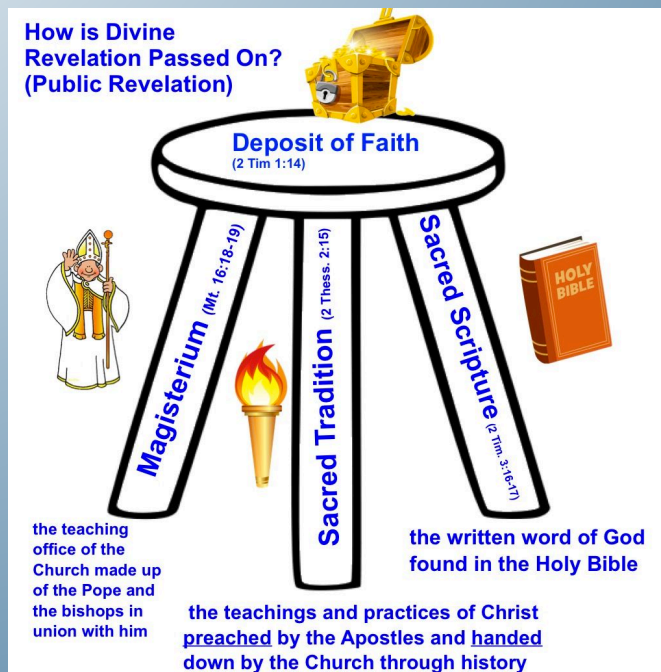 How is Divine
Revelation Passed On?
(Public Revelation)
Deposit of Faith
(2 Tim 1:14)
Magisterium (Mt. 16:18-19)
Sacred Tradition (2 Thess. 2:15)
Sacred Scripture (2 Tim. 3:16-17)
HOLY
BIBLE
the teaching
office of the
Church made up
of the Pope and
the bishops in
union with him
the written word of God
found in the Holy Bible
the teachings and practices of Christ
preached by the Apostles and handed
down by the Church through history